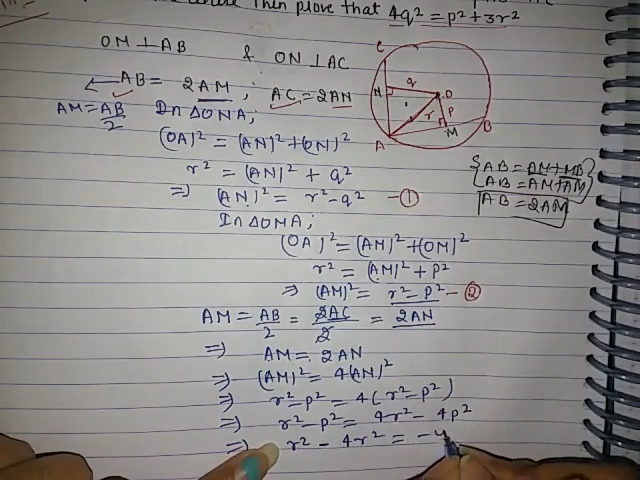 Then prove that 4q² = p² + 3r²
OM ⊥ AB & ON ⊥ AC
← AB = 2AM ; AC = 2AN
AM = AB/2 In ΔONA;
(OA)² = (AN)² + (ON)²
r² = (AN)² + q²
⇒ (AN)² = r² - q² - ①
In ΔOMA;
(OA)² = (AM)² + (OM)²
r² = (AM)² + p²
⇒ (AM)² = r² - p² - ②
AM = AB/2 = 2AC/2 = 2AN
⇒ AM = 2AN
⇒ (AM)² = 4(AN)²
⇒ r² - p² = 4(r² - p²)
⇒ r² - p² = 4r² - 4p²
⇒ r² - 4r² = -4
C
N
q
O
r
P
A
M
B
{AB = AM + MB}
(AB = AM + AM)
AB = 2AM